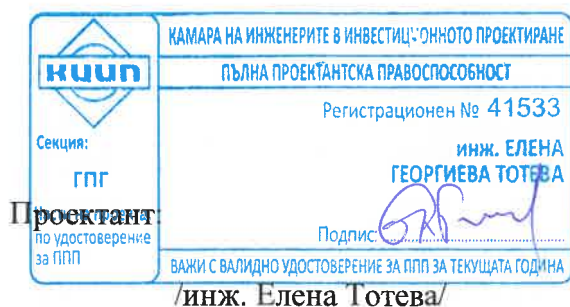 КАМАРА НА ИНЖЕНЕРИТЕ В ИНВЕСТИЦИОННОТО ПРОЕКТИРАНЕ
КИИП
ПЪЛНА ПРОЕКТАНТСКА ПРАВОСПОСОБНОСТ
Регистрационен № 41533
Секция:
ГПГ
инж. ЕЛЕНА
ГЕОРГИЕВА ТОТЕВА
Проектант:
по удостоверение
за ППП
Подпис:
ВАЖИ С ВАЛИДНО УДОСТОВЕРЕНИЕ ЗА ППП ЗА ТЕКУЩАТА ГОДИНА
/инж. Елена Тотева/